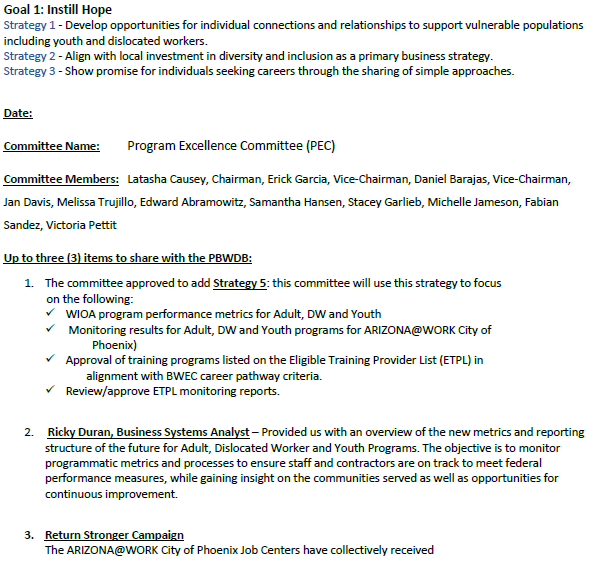 Goal 1: Instill Hope
Strategy 1 - Develop opportunities for individual connections and relationships to support vulnerable populations
including youth and dislocated workers.
Strategy 2 - Align with local investment in diversity and inclusion as a primary business strategy.
Strategy 3 - Show promise for individuals seeking careers through the sharing of simple approaches.
Date:
Committee Name: Program Excellence Committee (PEC)
Committee Members: Latasha Causey, Chairman, Erick Garcia, Vice-Chairman, Daniel Barajas, Vice-Chairman,
Jan Davis, Melissa Trujillo, Edward Abramowitz, Samantha Hansen, Stacey Garlieb, Michelle Jameson, Fabian
Sandez, Victoria Pettit
Up to three (3) items to share with the PBWDB:
1. The committee approved to add Strategy 5: this committee will use this strategy to focus
on the following:
✓ WIOA program performance metrics for Adult, DW and Youth
✓ Monitoring results for Adult, DW and Youth programs for ARIZONA@WORK City of
Phoenix)
✓ Approval of training programs listed on the Eligible Training Provider List (ETPL) in
alignment with BWEC career pathway criteria.
✓ Review/approve ETPL monitoring reports.
2. Ricky Duran, Business Systems Analyst – Provided us with an overview of the new metrics and reporting
structure of the future for Adult, Dislocated Worker and Youth Programs. The objective is to monitor
programmatic metrics and processes to ensure staff and contractors are on track to meet federal
performance measures, while gaining insight on the communities served as well as opportunities for
continuous improvement.
3. Return Stronger Campaign
The ARIZONA@WORK City of Phoenix Job Centers have collectively received